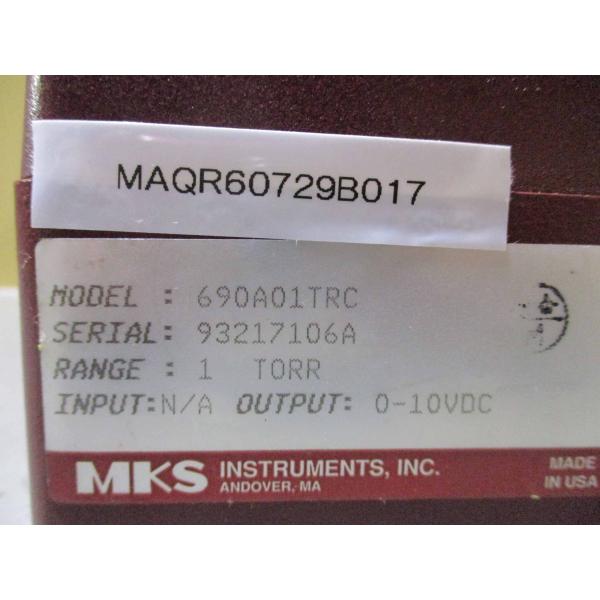 MAQR60729B017
MODEL : 690A01TRC
SERIAL: 93217106A
RANGE : 1 TORR
INPUT:N/A OUTPUT: 0-10VDC
MKS INSTRUMENTS, INC.
ANDOVER, MA
MADE
IN USA